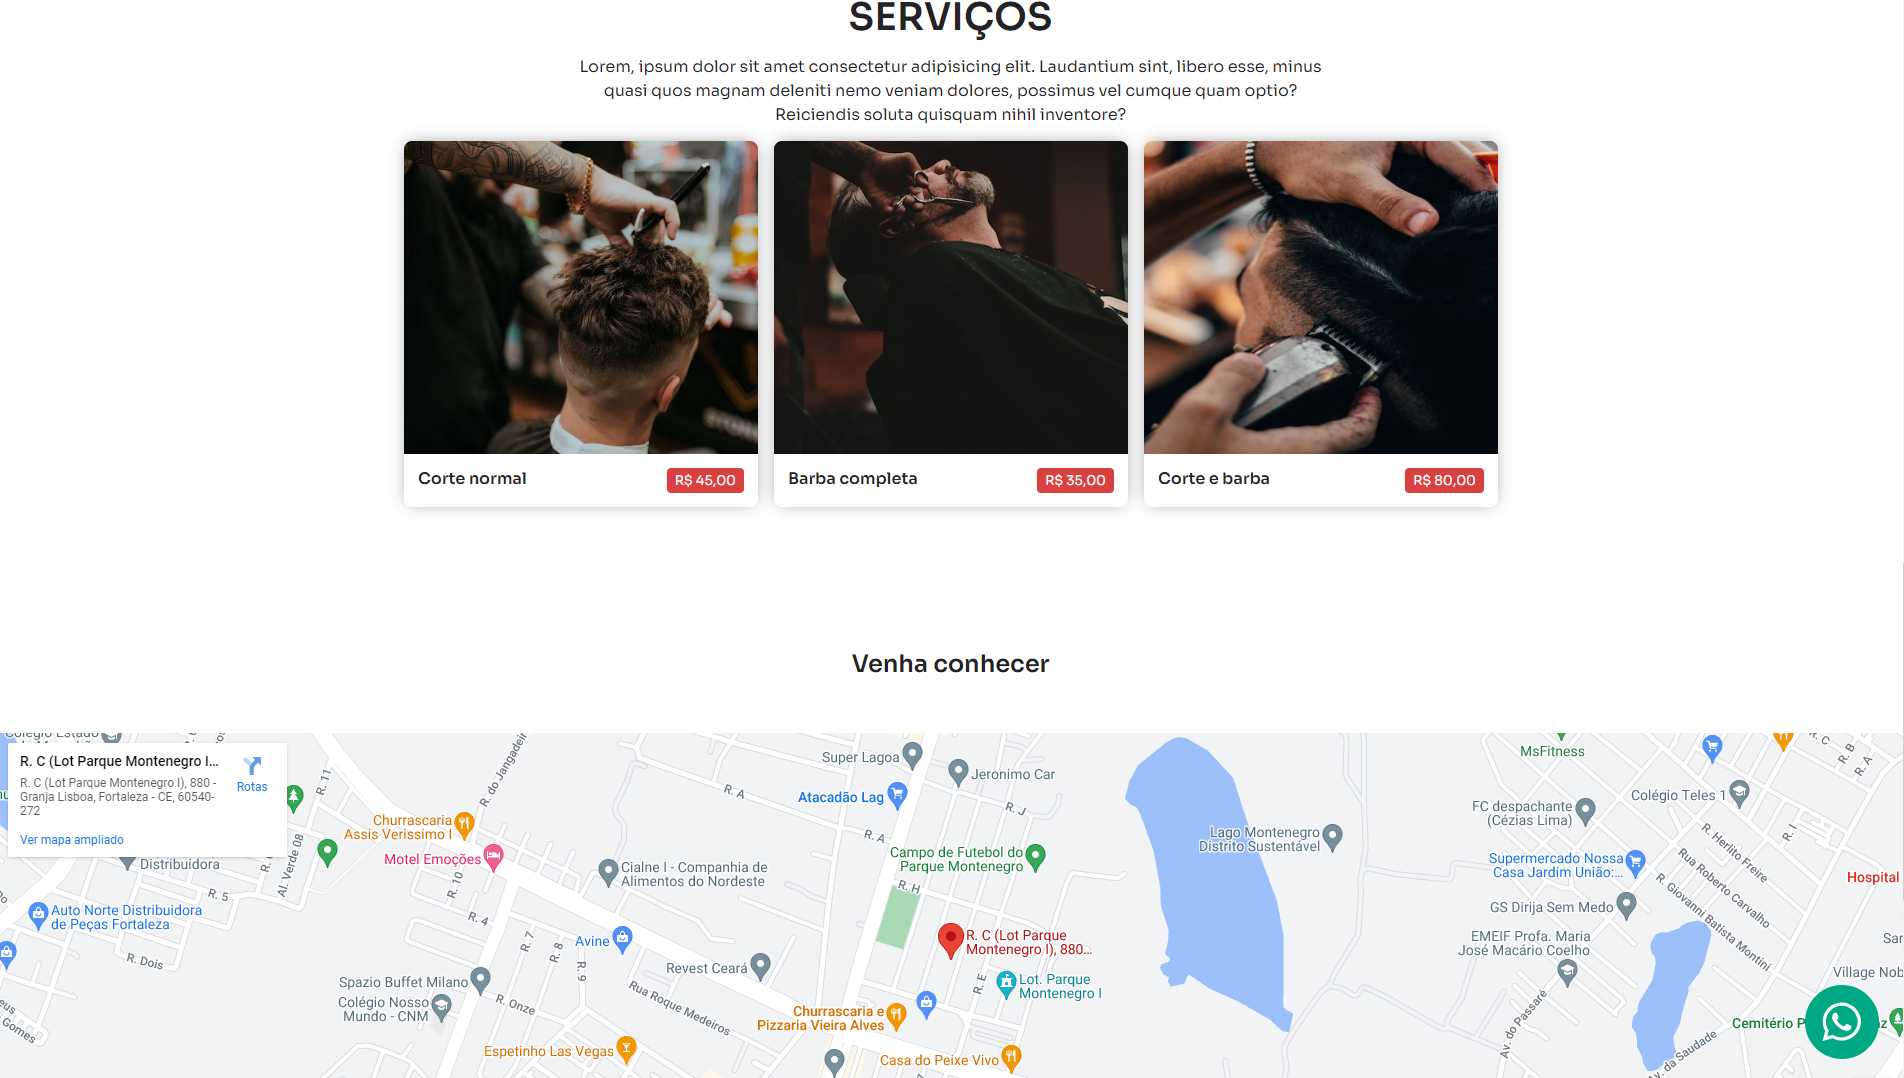 SERVIÇOS
Lorem, ipsum dolor sit amet consectetur adipisicing elit. Laudantium sint, libero esse, minus
quasi quos magnam deleniti nemo veniam dolores, possimus vel cumque quam optio?
Reiciendis soluta quisquam nihil inventore?
Corte normal
R$ 45,00
Barba completa
R$ 35,00
Corte e barba
R$ 80,00
Venha conhecer
R. C (Lot Parque Montenegro I...
R. C (Lot Parque Montenegro I), 880 -
Granja Lisboa, Fortaleza - CE, 60540-
272
Rotas
Ver mapa ampliado
Colégio Estado
R. 11
R. do Jangadeir
Super Lagoa
Jeronimo Car
R. A
Atacadão Lag
R. J
MsFitness
R. C
R. B
R. A
Colégio Teles 1
FC despachante
(Cézias Lima)
R. I
Churrascaria
Assis Verissimo I
Motel Emoções
R. A
Lago Montenegro
Distrito Sustentável
Campo de Futebol do
Parque Montenegro
R. Herlito Freire
Supermercado Nossa
Casa Jardim União:...
Rua Roberto Carvalho
Hospital
Distribuidora
Al. Verde 08
Cialne I - Companhia de
Alimentos do Nordeste
R. 10
R. H
R. 5
Auto Norte Distribuidora
de Peças Fortaleza
R. 4
GS Dirija Sem Medo
R. Giovanni Batista Montini
R. 7
R. 8
Avine
R. C (Lot Parque
Montenegro I), 880...
EMEIF Profa. Maria
José Macário Coelho
Sar
R. Dois
R. 9
Revest Ceará
R. E
Lot. Parque
Montenegro I
Village Nob
Spazio Buffet Milano
Colégio Nosso
Mundo - CNM
R. Onze
Rua Roque Medeiros
Churrascaria e
Pizzaria Vieira Alves
Av. do Passaré
Cemitério P
z
eus
Gomes
Espetinho Las Vegas
Casa do Peixe Vivo
Av. da Saudade